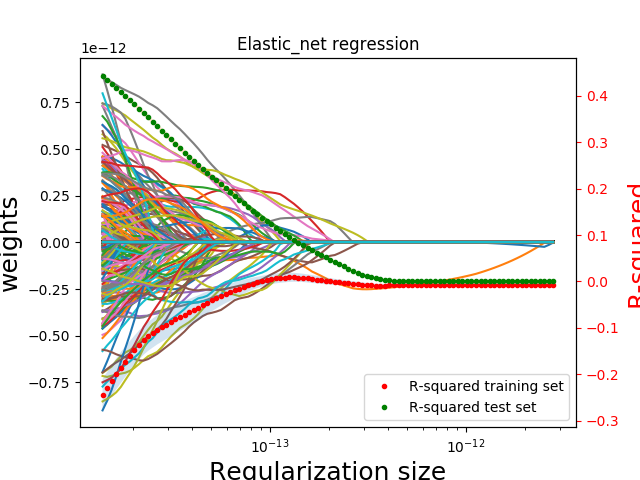 Elastic_net regression
1e−12
0.75
0.50
0.25
0.00
−0.25
−0.50
−0.75
weights
0.4
0.3
0.2
0.1
0.0
−0.1
−0.2
−0.3
R-squared
R-squared training set
R-squared test set
10−13
10−12
Regularization size